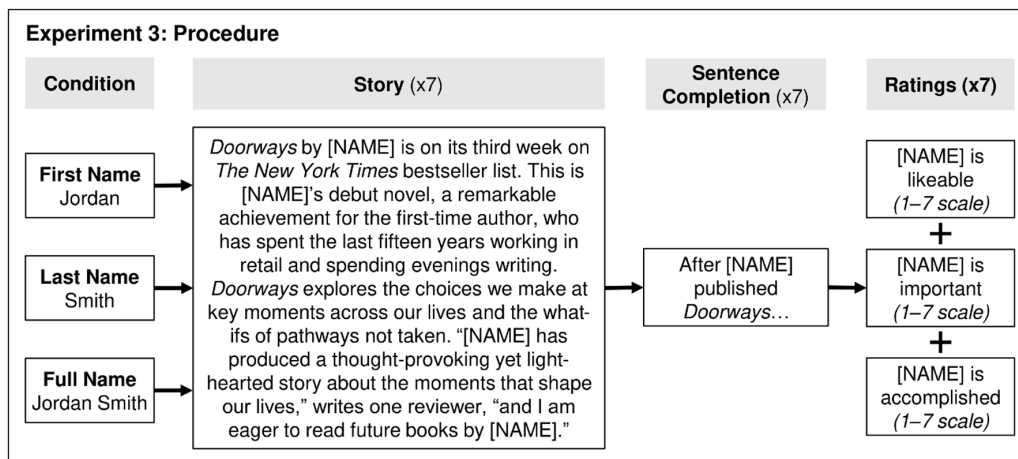 Experiment 3: Procedure
Condition
Story (x7)
Sentence
Completion (x7)
Ratings (x7)
First Name
Jordan
Last Name
Smith
Full Name
Jordan Smith
Doorways by [NAME] is on its third week on
The New York Times bestseller list. This is
[NAME]’s debut novel, a remarkable
achievement for the first-time author, who
has spent the last fifteen years working in
retail and spending evenings writing.
Doorways explores the choices we make at
key moments across our lives and the what-
ifs of pathways not taken. “[NAME] has
produced a thought-provoking yet light-
hearted story about the moments that shape
our lives,” writes one reviewer, “and I am
eager to read future books by [NAME].”
After [NAME]
published
Doorways…
[NAME] is
likeable
(1–7 scale)
+
[NAME] is
important
(1–7 scale)
+
[NAME] is
accomplished
(1–7 scale)